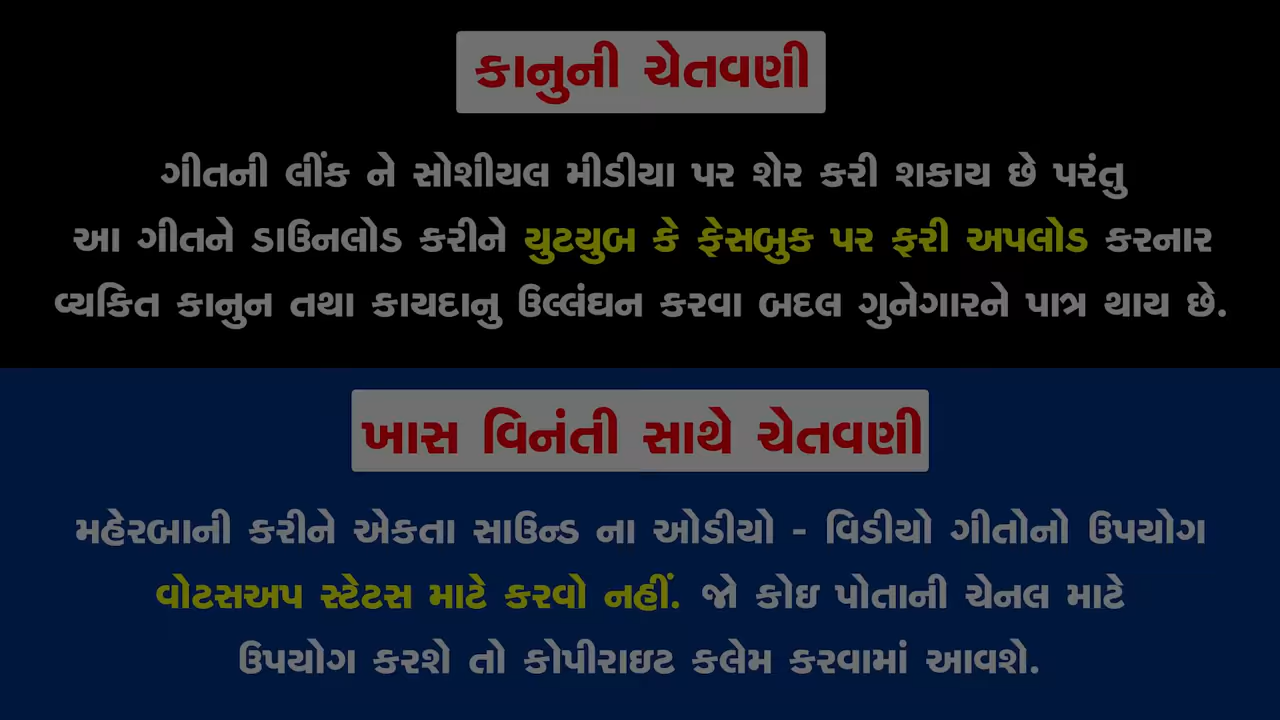 કાનુની ચેતવણી
ગીતની લીંક ને સોશીયલ મીડીયા પર શેર કરી શકાય છે પરંતુ
આ ગીતને ડાઉનલોડ કરીને યુટયુબ કે ફેસબુક પર ફરી અપલોડ કરનાર
વ્યકિત કાનુન તથા કાયદાનુ ઉલ્લંઘન કરવા બદલ ગુનેગારને પાત્ર થાય છે.
ખાસ વિનંતી સાથે ચેતવણી
મહેરબાની કરીને એકતા સાઉન્ડ ના ઓડીયો - વિડીયો ગીતોનો ઉપયોગ
વોટસઅપ સ્ટેટસ માટે કરવો નહીં. જો કોઇ પોતાની ચેનલ માટે
ઉપયોગ કરશે તો કોપીરાઇટ કલેમ કરવામાં આવશે.